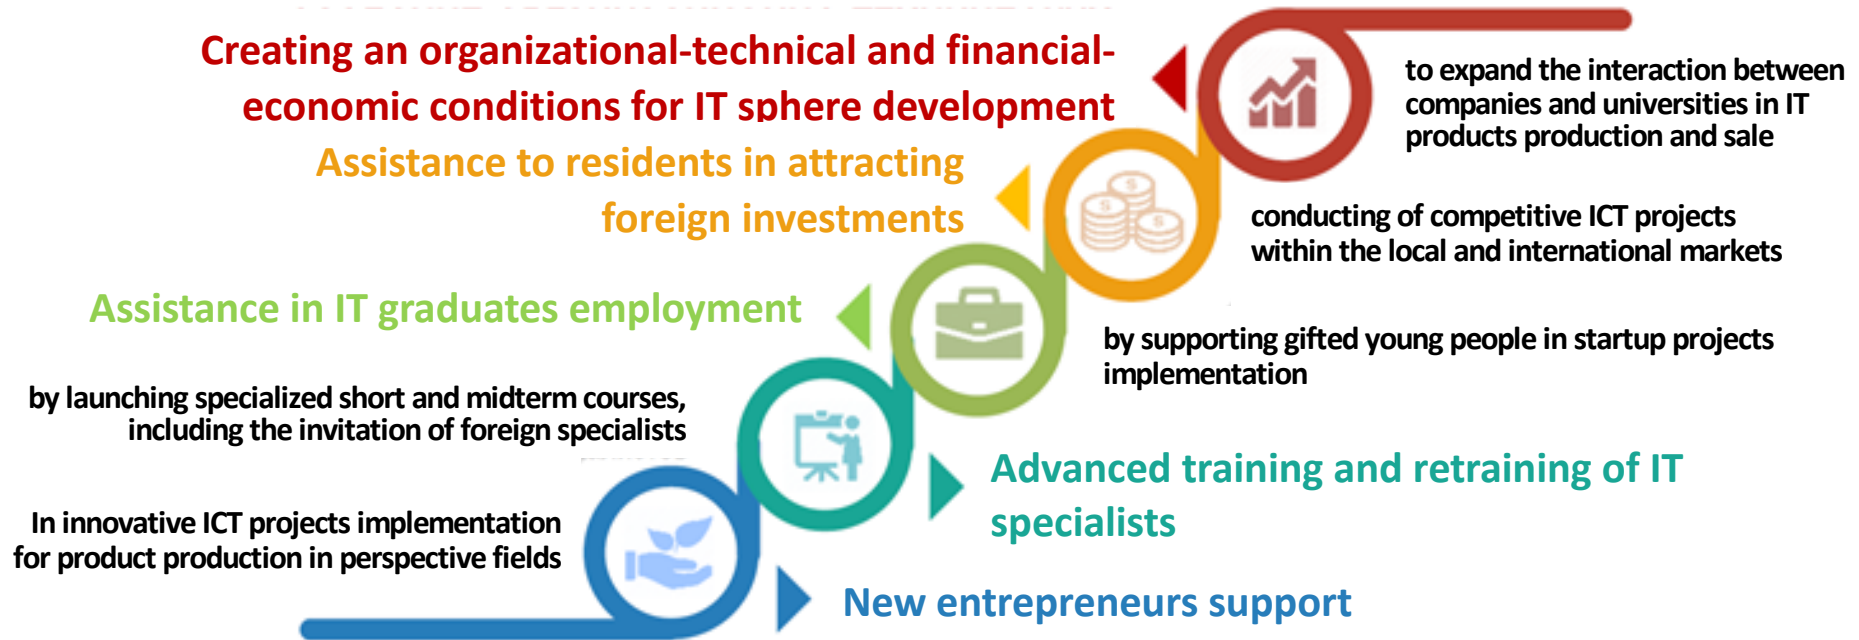 Creating an organizational-technical and financial-
economic conditions for IT sphere development
to expand the interaction between
companies and universities in IT
products production and sale
Assistance to residents in attracting
foreign investments
conducting of competitive ICT projects
within the local and international markets
Assistance in IT graduates employment
by supporting gifted young people in startup projects
implementation
by launching specialized short and midterm courses,
including the invitation of foreign specialists
Advanced training and retraining of IT
specialists
In innovative ICT projects implementation
for product production in perspective fields
New entrepreneurs support